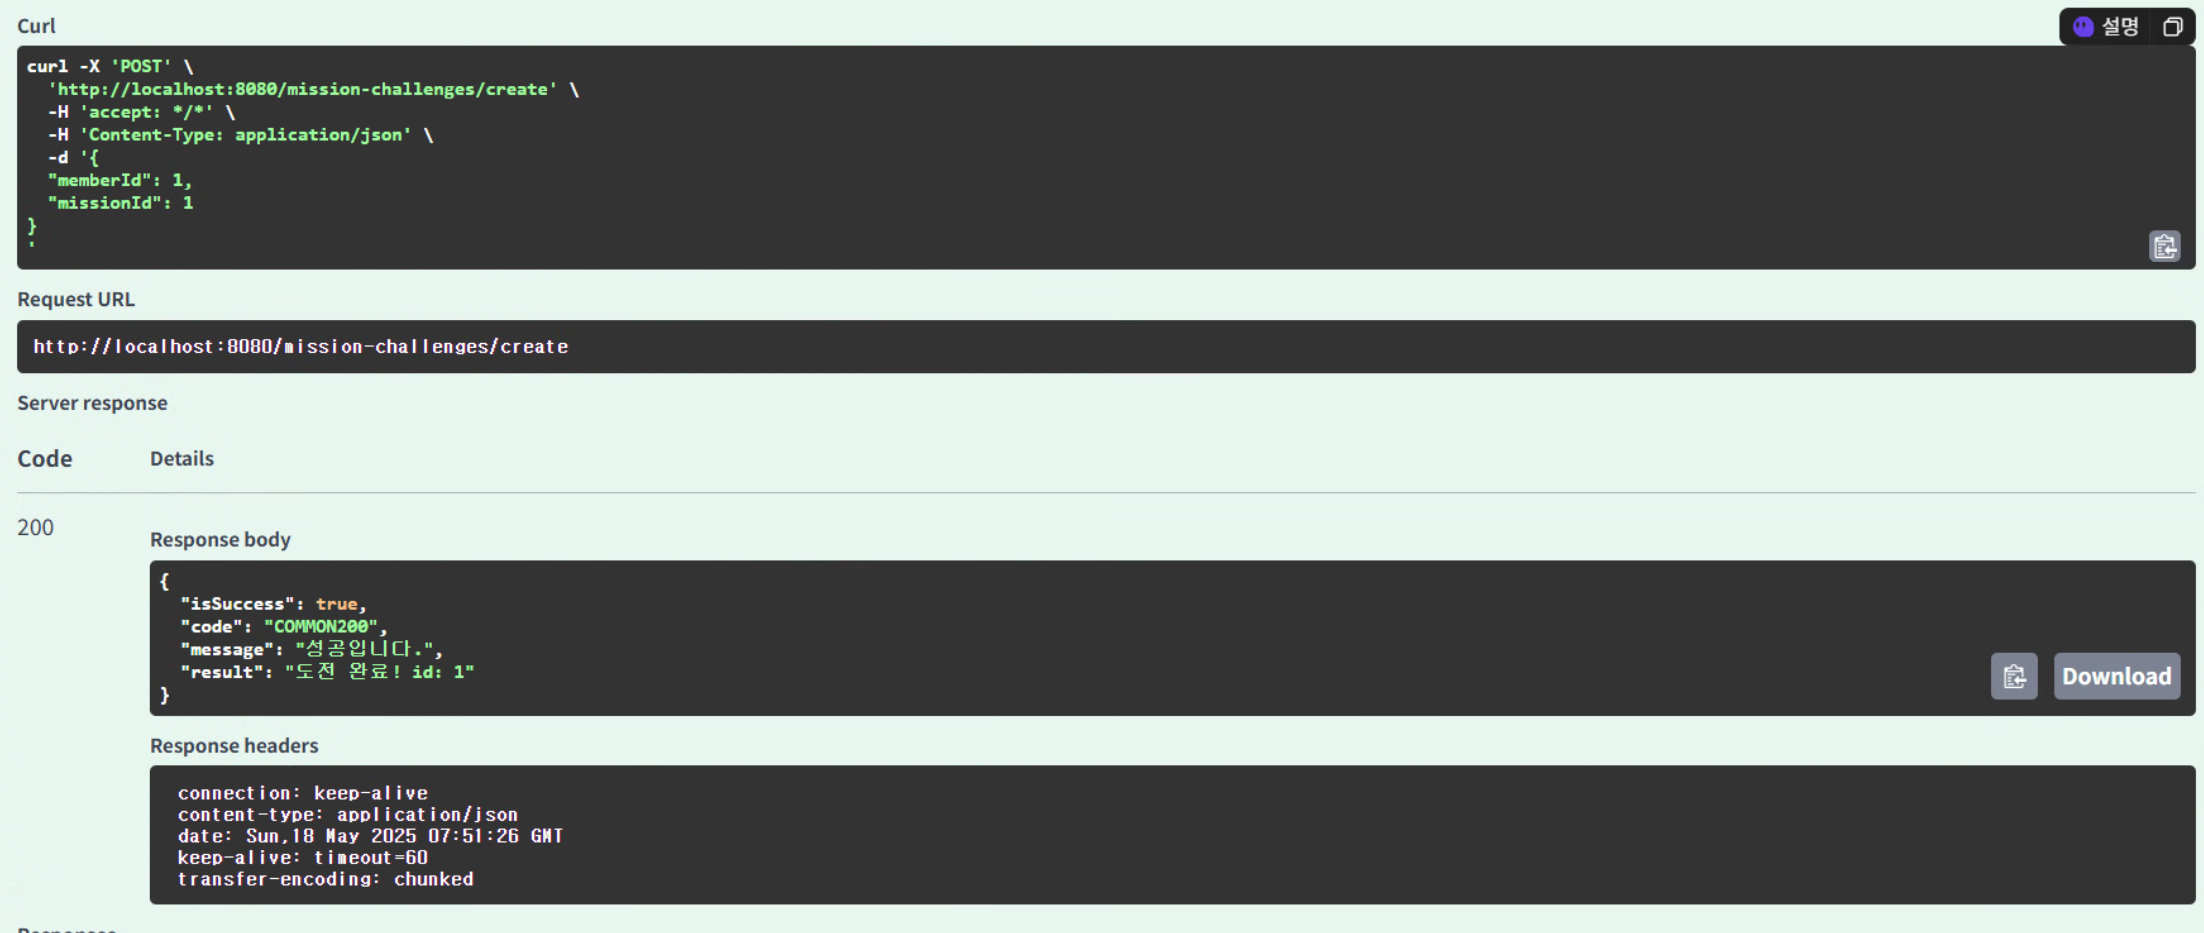 Curl
설명
curl -X 'POST' \
'http://localhost:8080/mission-challenges/create' \
-H 'accept: */*' \
-H 'Content-Type: application/json' \
-d '{
"memberId": 1,
"missionId": 1
}
'
Request URL
http://localhost:8080/mission-challenges/create
Server response
Code Details
200
Response body
{
"isSuccess": true,
"code": "COMMON200",
"message": "성공입니다.",
"result": "도전 완료! id: 1"
}
Download
Response headers
connection: keep-alive
content-type: application/json
date: Sun,18 May 2025 07:51:26 GMT
keep-alive: timeout=60
transfer-encoding: chunked
Responses